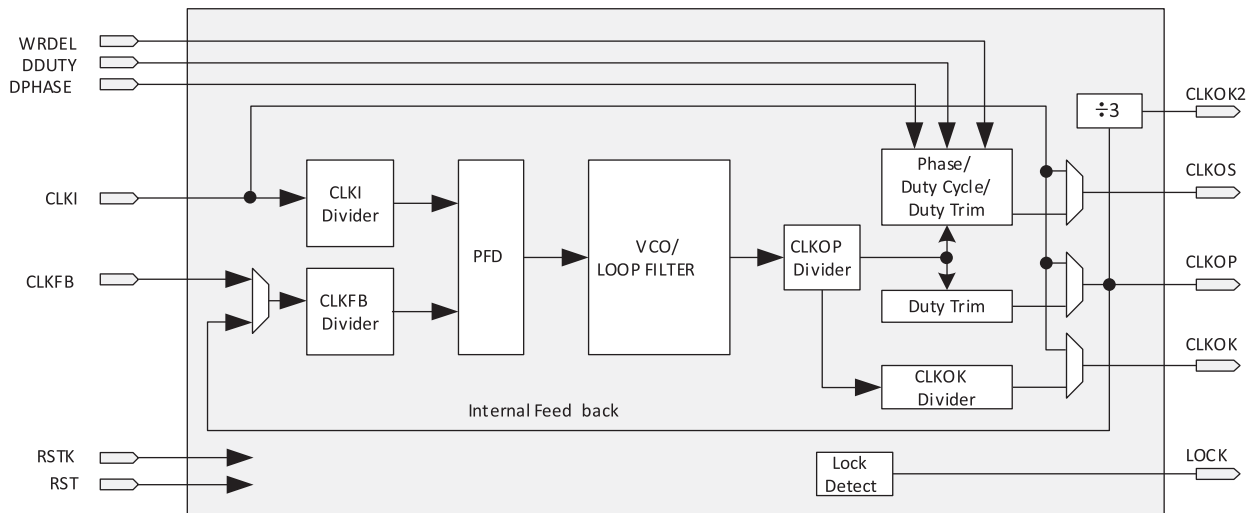 WRDEL
DDUTY
DPHASE
CLKOK2
÷3
Phase/
Duty Cycle/
Duty Trim
CLKOS
CLKI
CLKI
Divider
PFD
VCO/
LOOP FILTER
CLKOP
Divider
CLKOP
CLKFB
CLKFB
Divider
Duty Trim
CLKOK
CLKOK
Divider
Internal Feed back
RSTK
RST
Lock
Detect
LOCK